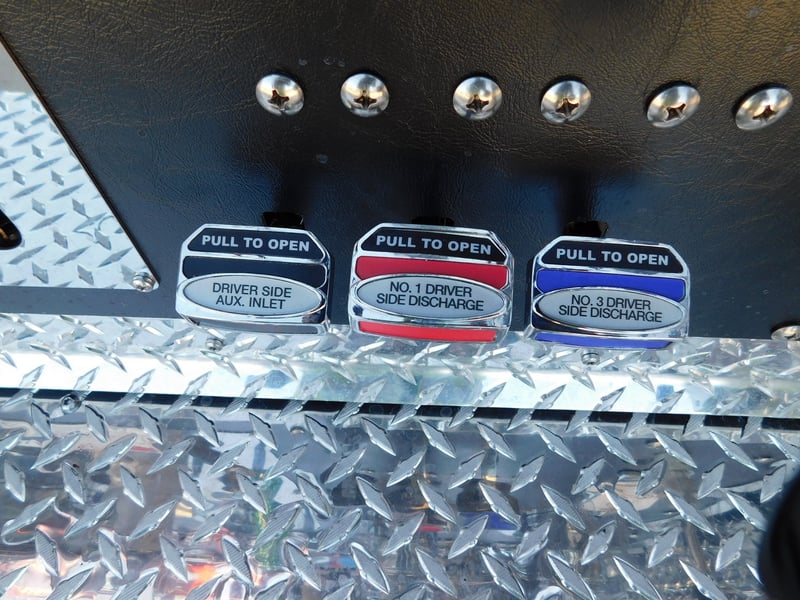 PULL TO OPEN
DRIVER SIDE
AUX. INLET
PULL TO OPEN
NO. 1 DRIVER
SIDE DISCHARGE
PULL TO OPEN
NO. 3 DRIVER
SIDE DISCHARGE